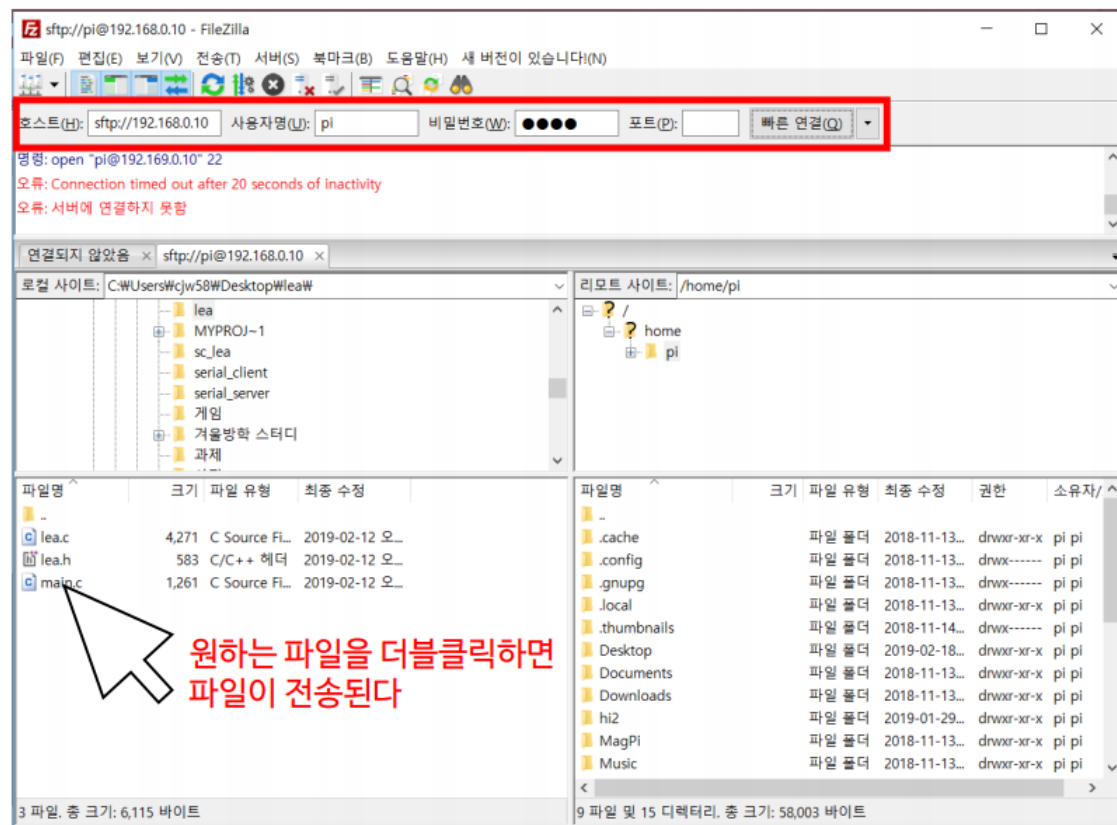 sftp://pi@192.168.0.10 - FileZilla
파일(F) 편집(E) 보기(V) 전송(T) 서버(S) 북마크(B) 도움말(H) 새 버전이 있습니다!(N)
호스트(H): sftp://192.168.0.10 사용자명(U): pi 비밀번호(W): ●●●● 포트(P): 빠른 연결(Q)
명령: open "pi@192.169.0.10" 22
오류: Connection timed out after 20 seconds of inactivity
오류: 서버에 연결하지 못함
연결되지 않았음 sftp://pi@192.168.0.10
로컬 사이트: C:₩Users₩cjw58₩Desktop₩lea₩
lea
MYPROJ~1
sc_lea
serial_client
serial_server
게임
겨울방학 스터디
과제
리모트 사이트: /home/pi
/
home
pi
파일명 크기 파일 유형 최종 수정
..
lea.c 4,271 C Source Fi... 2019-02-12 오...
lea.h 583 C/C++ 헤더 2019-02-12 오...
main.c 1,261 C Source Fi... 2019-02-12 오...
원하는 파일을 더블클릭하면
파일이 전송된다
3 파일. 총 크기: 6,115 바이트
파일명 크기 파일 유형 최종 수정 권한 소유자/
..
.cache 파일 폴더 2018-11-13... drwxr-xr-x pi pi
.config 파일 폴더 2018-11-13... drwx------ pi pi
.gnupg 파일 폴더 2018-11-13... drwx------ pi pi
.local 파일 폴더 2018-11-13... drwxr-xr-x pi pi
.thumbnails 파일 폴더 2018-11-14... drwx------ pi pi
Desktop 파일 폴더 2019-02-18... drwxr-xr-x pi pi
Documents 파일 폴더 2018-11-13... drwxr-xr-x pi pi
Downloads 파일 폴더 2018-11-13... drwxr-xr-x pi pi
hi2 파일 폴더 2019-01-29... drwxr-xr-x pi pi
MagPi 파일 폴더 2018-11-13... drwxr-xr-x pi pi
Music 파일 폴더 2018-11-13... drwxr-xr-x pi pi
9 파일 및 15 디렉터리. 총 크기: 58,003 바이트